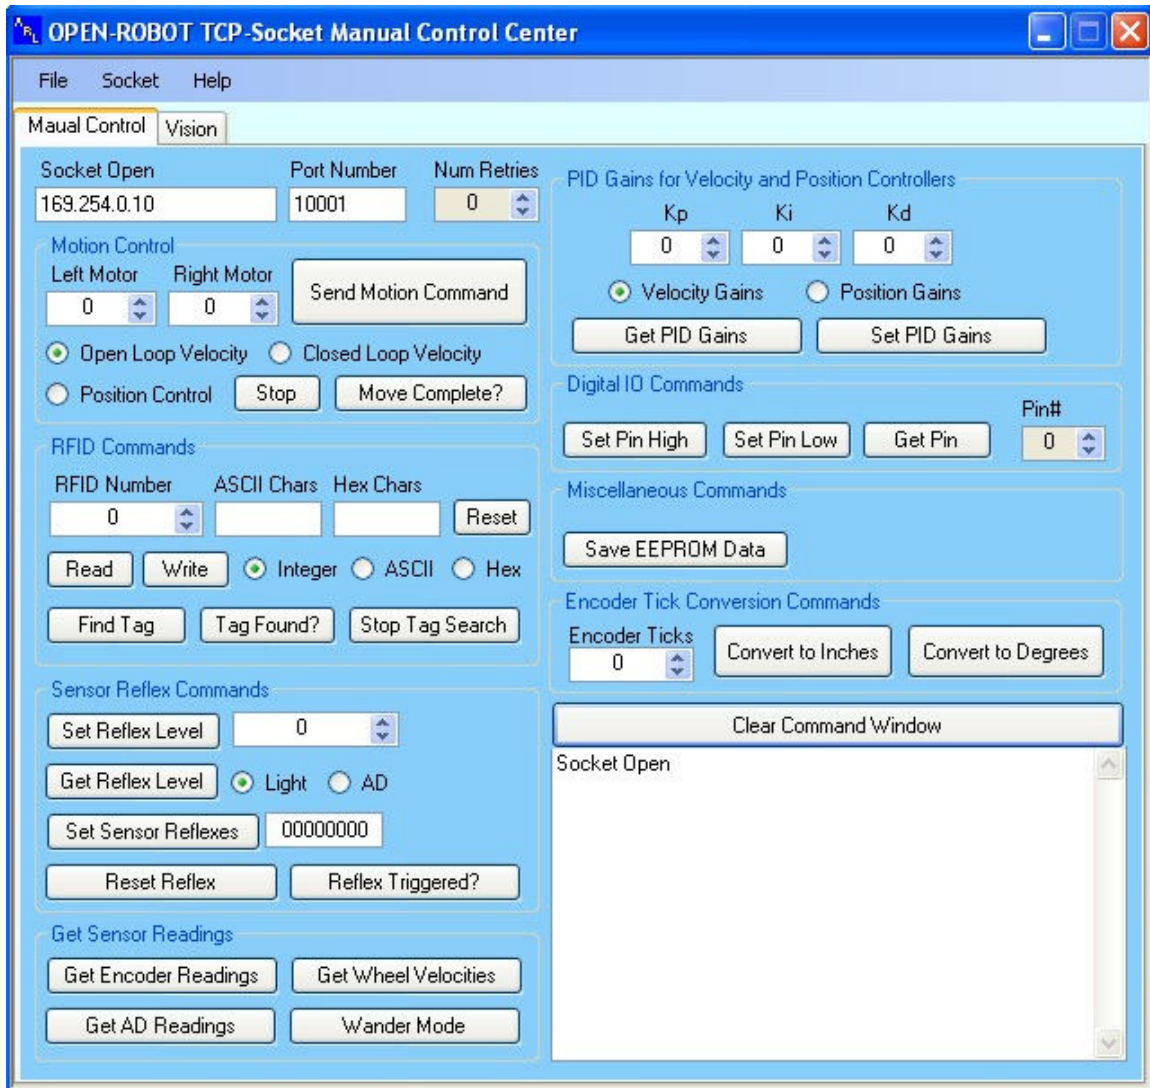 ARL OPEN-ROBOT TCP-Socket Manual Control Center
File Socket Help
Maual Control Vision
Socket Open Port Number Num Retries
169.254.0.10 10001 0
Motion Control
Left Motor Right Motor
0 0 Send Motion Command
Open Loop Velocity Closed Loop Velocity
Position Control Stop Move Complete?
RFID Commands
RFID Number ASCII Chars Hex Chars
0 Reset
Read Write Integer ASCII Hex
Find Tag Tag Found? Stop Tag Search
Sensor Reflex Commands
Set Reflex Level 0
Get Reflex Level Light AD
Set Sensor Reflexes 00000000
Reset Reflex Reflex Triggered?
Get Sensor Readings
Get Encoder Readings Get Wheel Velocities
Get AD Readings Wander Mode
PID Gains for Velocity and Position Controllers
Kp Ki Kd
0 0 0
Velocity Gains Position Gains
Get PID Gains Set PID Gains
Digital IO Commands
Pin#
Set Pin High Set Pin Low Get Pin 0
Miscellaneous Commands
Save EEPROM Data
Encoder Tick Conversion Commands
Encoder Ticks
0 Convert to Inches Convert to Degrees
Clear Command Window
Socket Open